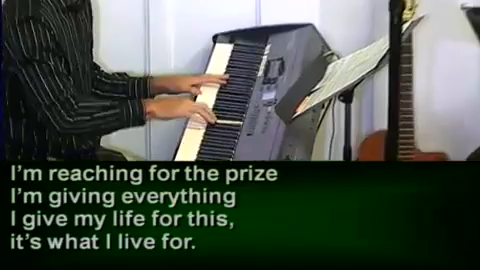 I'm reaching for the prize
I'm giving everything
I give my life for this,
it's what I live for.